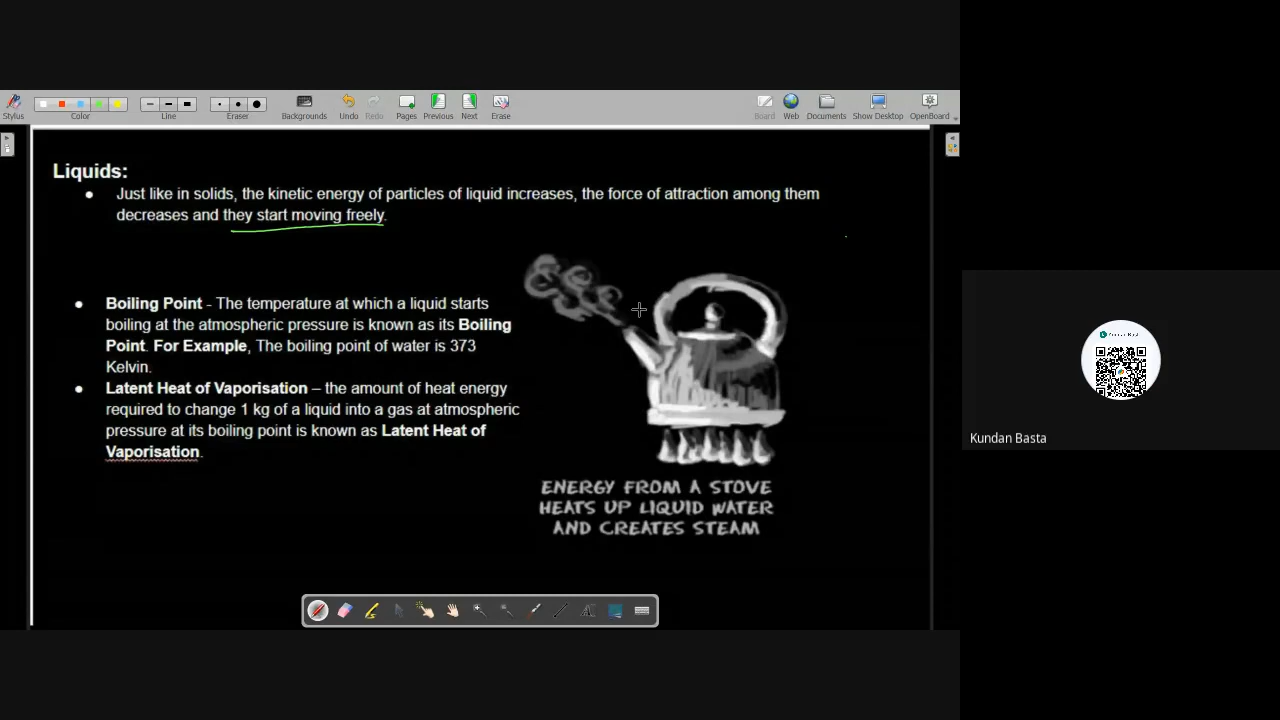 Stylus
Color
Line
Eraser
Backgrounds
Undo
Redo
Pages
Previous
Next
Erase
Board
Web
Documents
Show Desktop
OpenBoard
Liquids:
Just like in solids, the kinetic energy of particles of liquid increases, the force of attraction among them
decreases and they start moving freely.
Boiling Point - The temperature at which a liquid starts
boiling at the atmospheric pressure is known as its Boiling
Point. For Example, The boiling point of water is 373
Kelvin.
Latent Heat of Vaporisation – the amount of heat energy
required to change 1 kg of a liquid into a gas at atmospheric
pressure at its boiling point is known as Latent Heat of
Vaporisation.
ENERGY FROM A STOVE
HEATS UP LIQUID WATER
AND CREATES STEAM
Kundan Basta